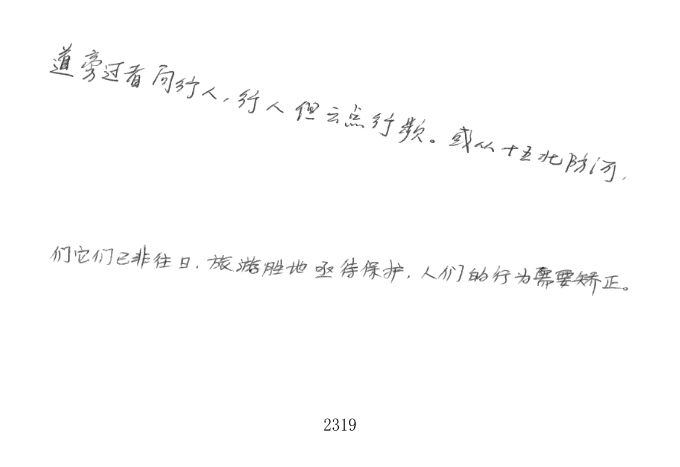 道旁过者问行人,行人但云点行频。或从十五北防河,
们它们已非往日,旅游胜地亟待保护,人们的行为需要矫正。
2319